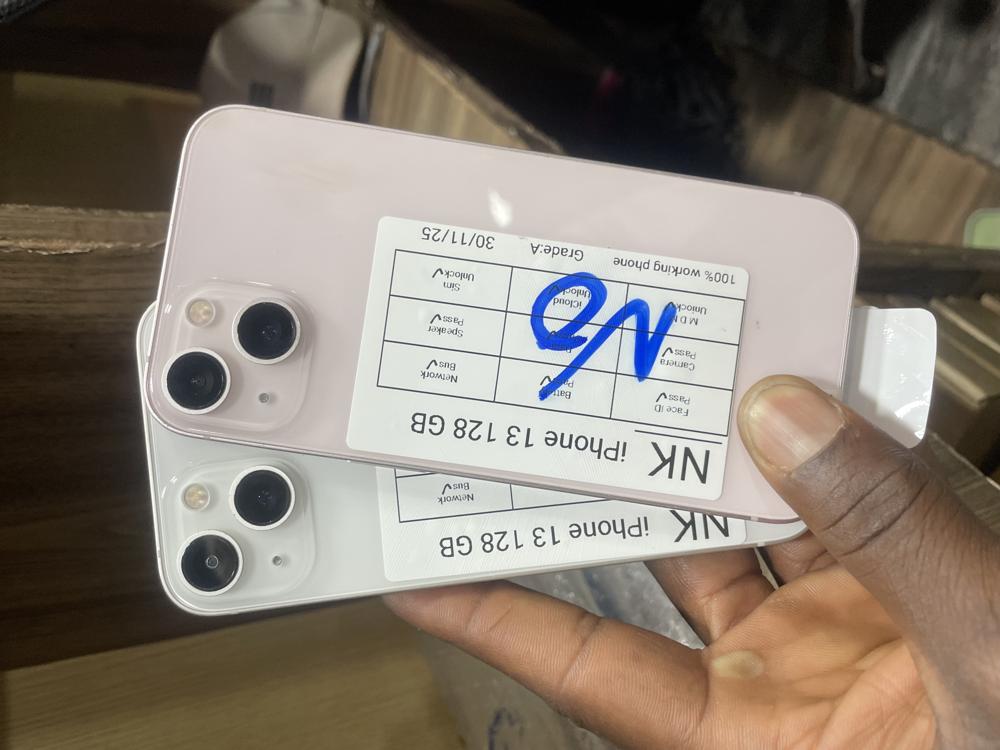 NK iPhone 13 128 GB
Face ID
Pass✓
Network
Bus✓
Camera
Pass✓
Speaker
Pass✓
MDM
Unlock✓
iCloud
Unlock✓
Sim
Unlock✓
100% working phone Grade:A 30/11/25
NK iPhone 13 128 GB
Network
Bus✓